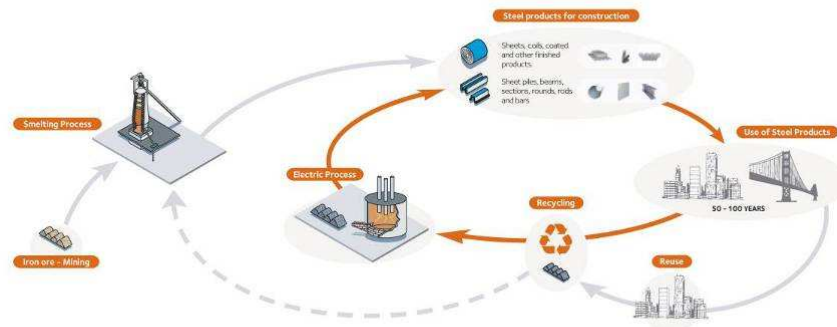 Steel products for construction
Sheets, coils, coated
and other finished
products
Sheet piles, beams,
sections, rounds, rods
and bars
Smelting Process
Use of Steel Products
Electric Process
50 - 100 YEARS
Recycling
Iron ore - Mining
Reuse